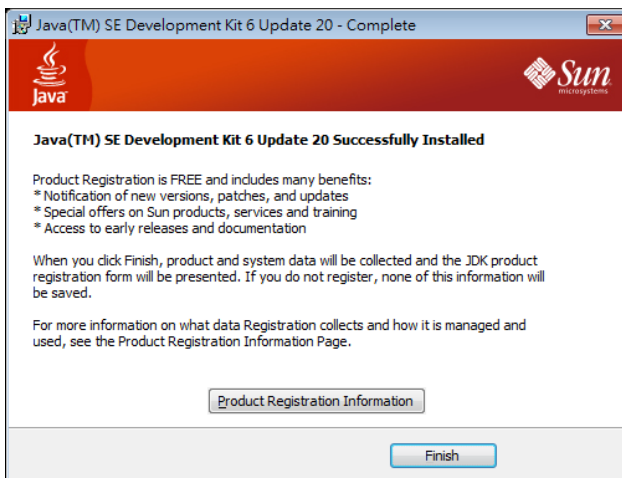 Java(TM) SE Development Kit 6 Update 20 - Complete
Java
Sun
microsystems
Java(TM) SE Development Kit 6 Update 20 Successfully Installed
Product Registration is FREE and includes many benefits:
* Notification of new versions, patches, and updates
* Special offers on Sun products, services and training
* Access to early releases and documentation
When you click Finish, product and system data will be collected and the JDK product
registration form will be presented. If you do not register, none of this information will
be saved.
For more information on what data Registration collects and how it is managed and
used, see the Product Registration Information Page.
Product Registration Information
Finish